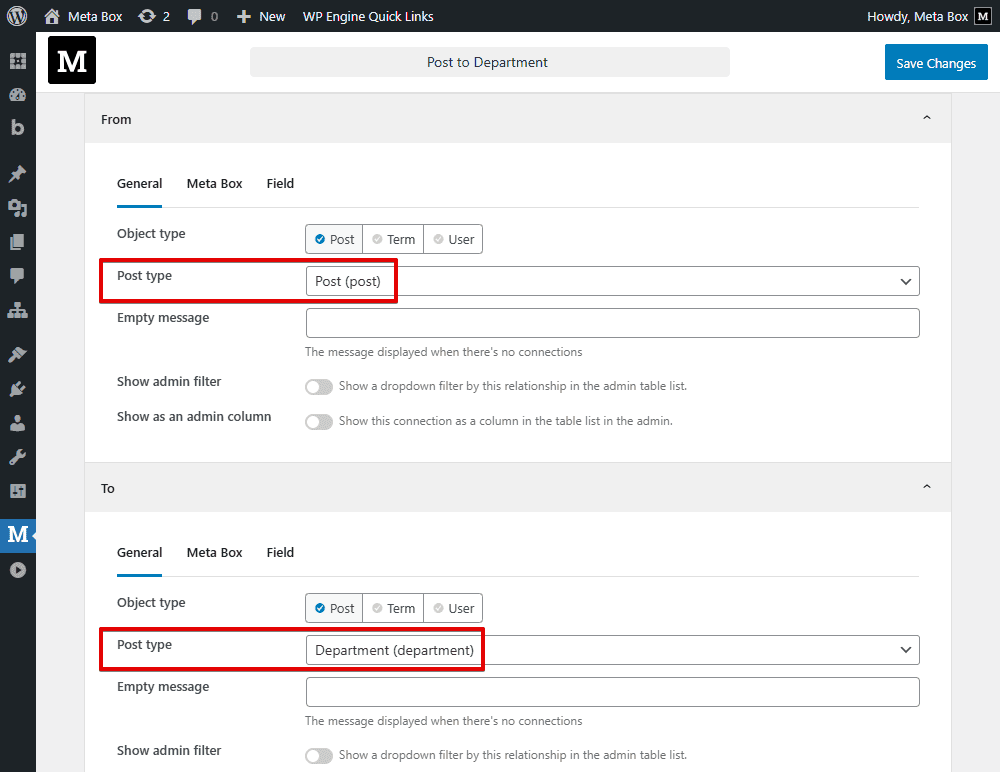 Meta Box 2 0 New WP Engine Quick Links Howdy, Meta Box M
M Post to Department Save Changes
b
From
General Meta Box Field
Object type Post Term User
Post type Post (post)
Empty message
The message displayed when there's no connections
Show admin filter Show a dropdown filter by this relationship in the admin table list.
Show as an admin column Show this connection as a column in the table list in the admin.
To
M
General Meta Box Field
Object type Post Term User
Post type Department (department)
Empty message
The message displayed when there's no connections
Show admin filter Show a dropdown filter by this relationship in the admin table list.